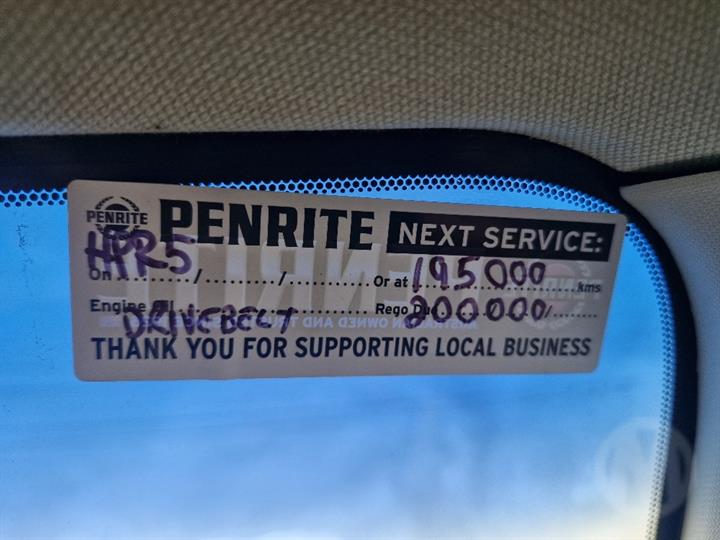 PENRITE PENRITE NEXT SERVICE:
HPR5
On ......../......../........ Or at 195000 kms
Engine Oil DRIVEBELT Rego Due 200000/
THANK YOU FOR SUPPORTING LOCAL BUSINESS